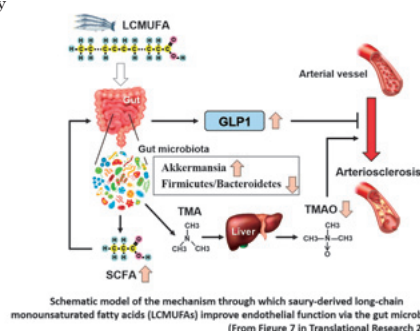 y
LCMUFA
Gut
GLP1
Arterial vessel
Gut microbiota
Akkermansia
Firmicutes/Bacteroidetes
Arteriosclerosis
TMA
CH3
N
CH3 CH3
Liver
TMAO
CH3
CH3—N—CH3
O
SCFA
Schematic model of the mechanism through which saury-derived long-chain
monounsaturated fatty acids (LCMUFAs) improve endothelial function via the gut
(From Figure 7 in Translational Research